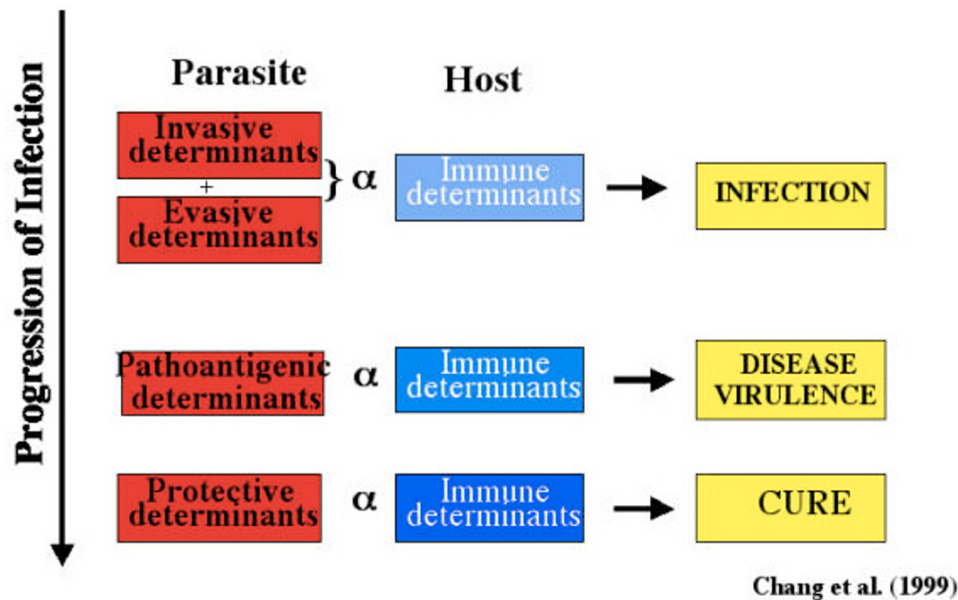 Progression of Infection
Parasite
Host
Invasive
determinants
+
Evasive
determinants
} α
Immune
determinants
INFECTION
Pathoantigenic
determinants
α
Immune
determinants
DISEASE
VIRULENCE
Protective
determinants
α
Immune
determinants
CURE
Chang et al. (1999)